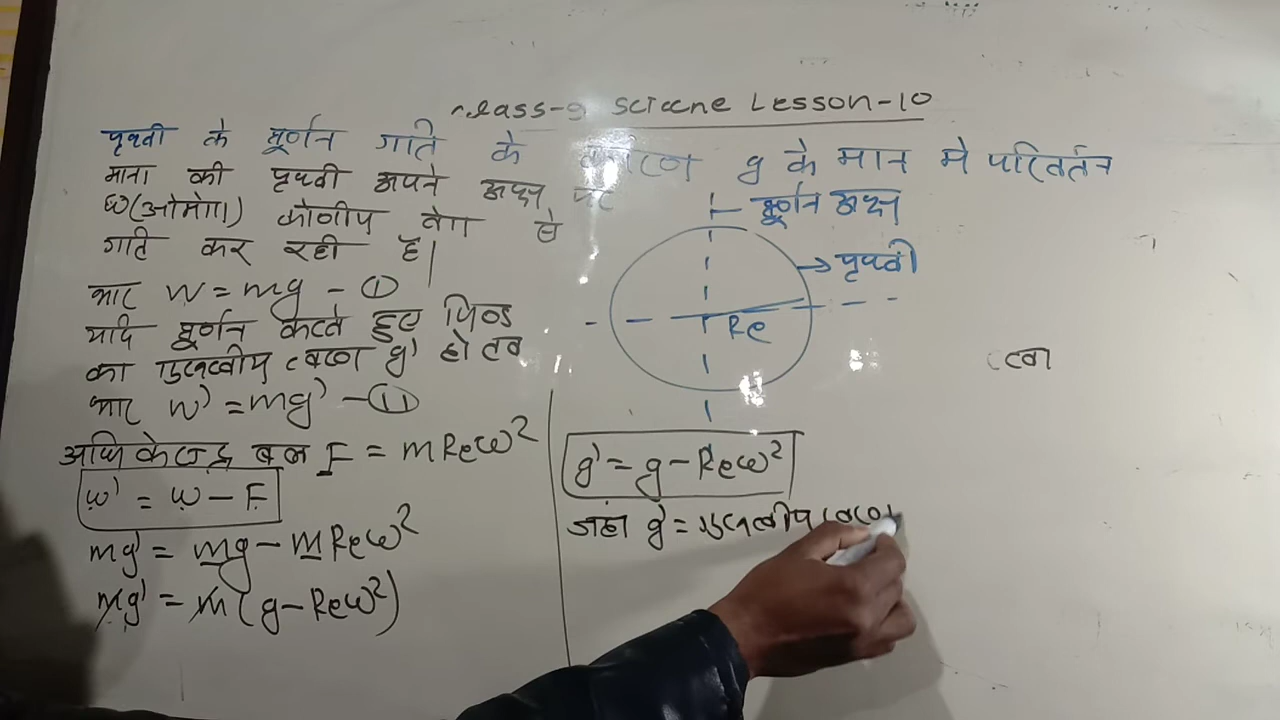 class-9 Sciecne Lesson-10
पृथ्वी के घूर्णन गति के कारण g के मान मे परिवर्तन
माना की पृथ्वी अपने अक्ष पर
ω(ओमेगा) कोणीय वेग से
गति कर रही है।
भार W = mg - ①
यदि घूर्णन करते हुए पिण्ड
का गुरुत्वीय त्वरण g' हो तब
भार W' = mg' - ⑪
अभिकेन्द्र बल F = mReω²
W' = W - F
mg' = mg - mReω²
mg' = m(g - Reω²)
घूर्णन अक्ष
पृथ्वी
Re
g' = g - Reω²
जहां g' = गुरुत्वीय त्वरण